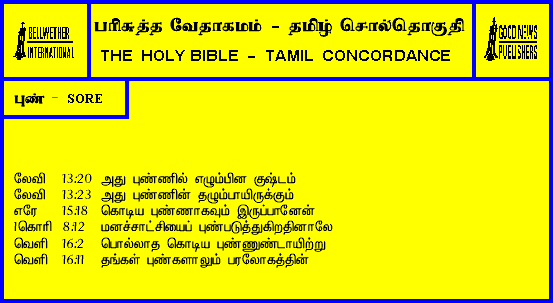 BELLWETHER
INTERNATIONAL
பரிசுத்த வேதாகமம் - தமிழ் சொல்தொகுதி
THE HOLY BIBLE - TAMIL CONCORDANCE
GOOD NEWS
PUBLISHERS
புண் - SORE
லேவி 13:20 அது புண்ணில் எழும்பின குஷ்டம்
லேவி 13:23 அது புண்ணின் தழும்பாயிருக்கும்
எரே 15:18 கொடிய புண்ணாகவும் இருப்பானேன்
1கொரி 8:12 மனச்சாட்சியைப் புண்படுத்துகிறதினாலே
வெளி 16:2 பொல்லாத கொடிய புண்ணுண்டாயிற்று
வெளி 16:11 தங்கள் புண்களாலும் பரலோகத்தின்